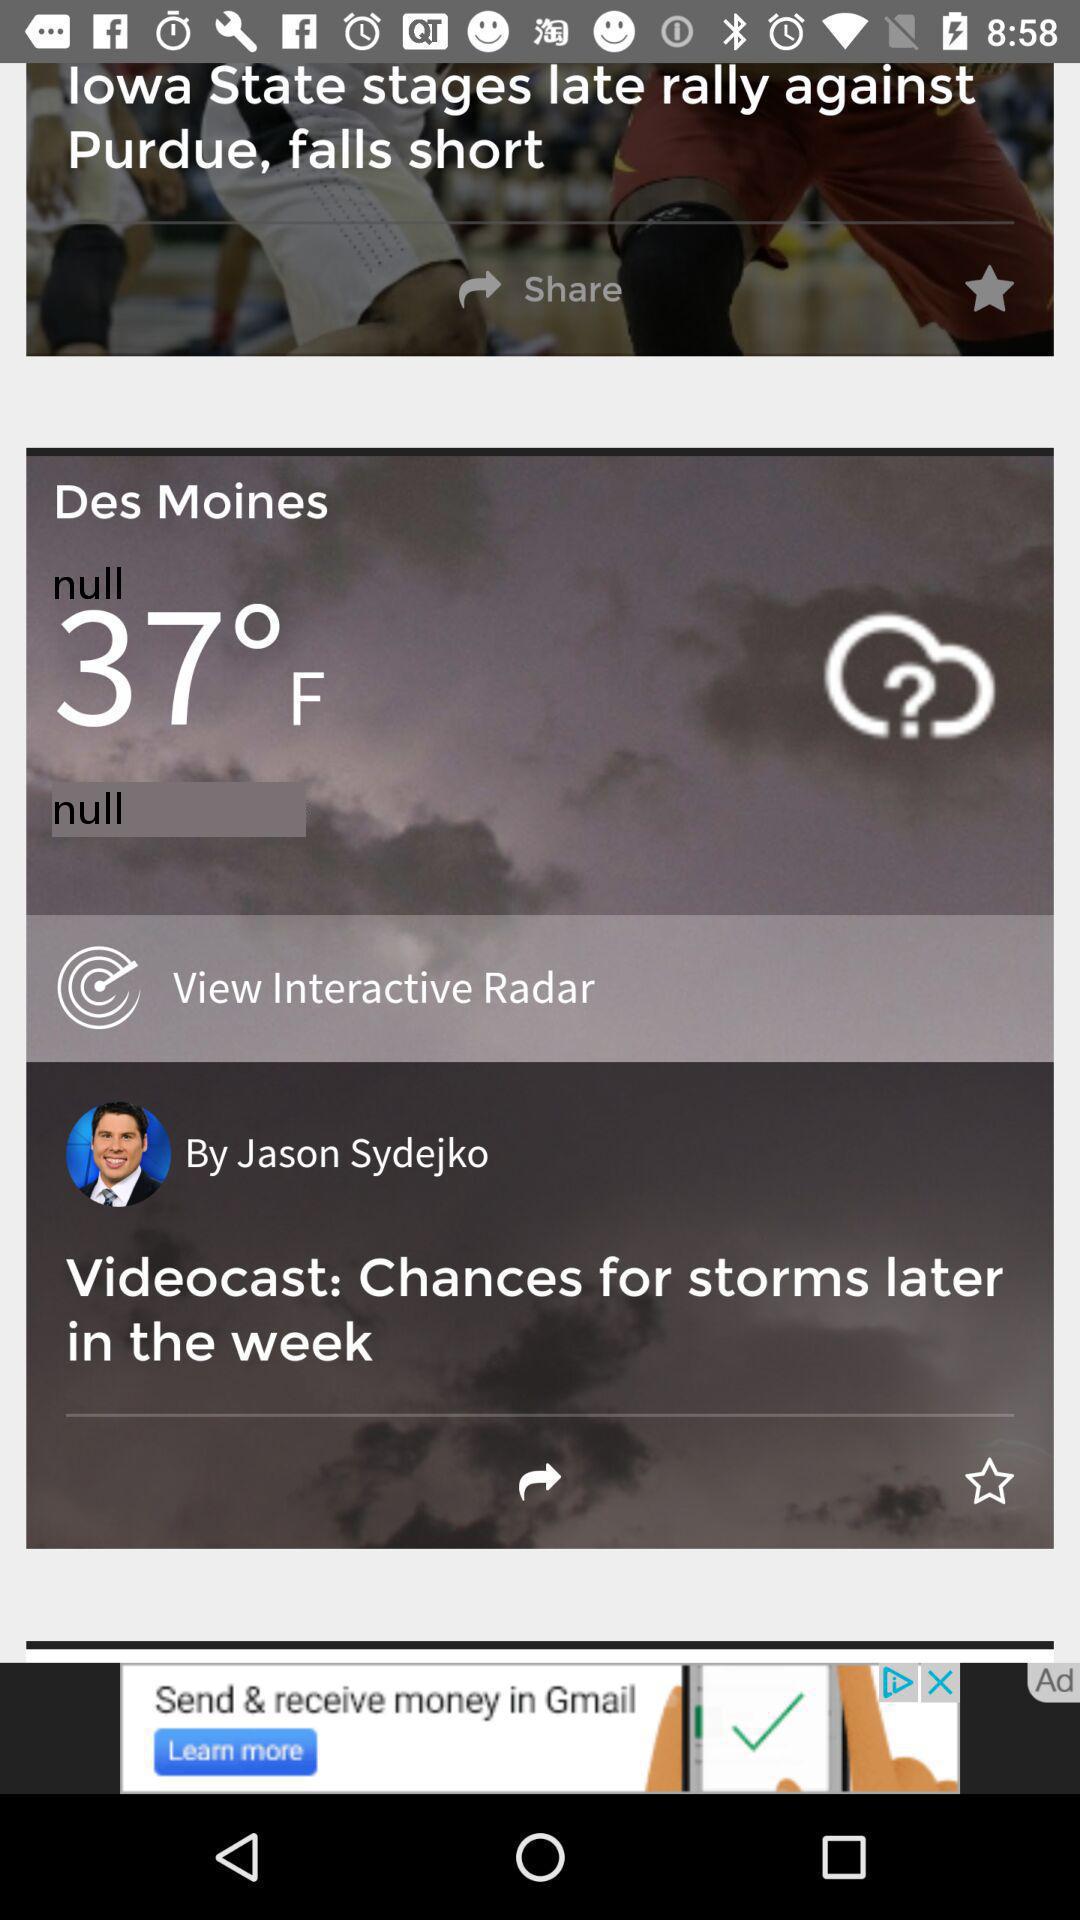 8:58
Iowa State stages late rally against
Purdue, falls short
Share
Des Moines
null
37° F
?
null
View Interactive Radar
By Jason Sydejko
Videocast: Chances for storms later
in the week
Send & receive money in Gmail
Learn more
Ad